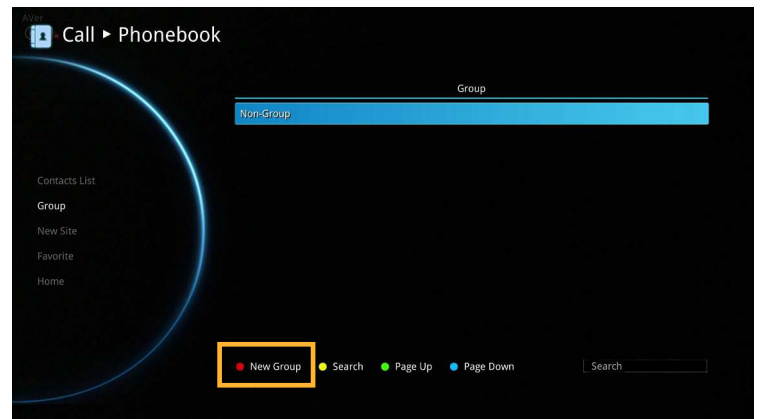 AVer
Call ▸ Phonebook
Group
Non-Group
Contacts List
Group
New Site
Favorite
Home
New Group Search Page Up Page Down Search